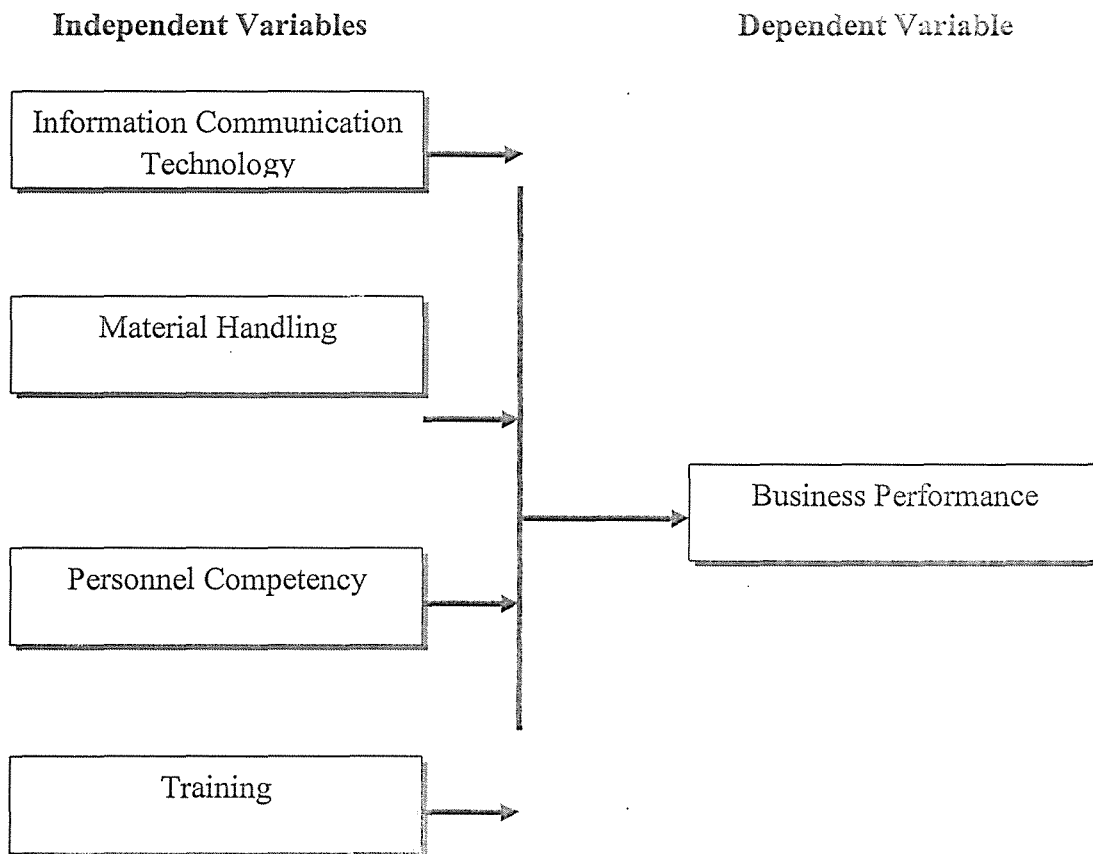 Independent Variables
Dependent Variable
Information Communication
Technology
Material Handling
Business Performance
Personnel Competency
Training